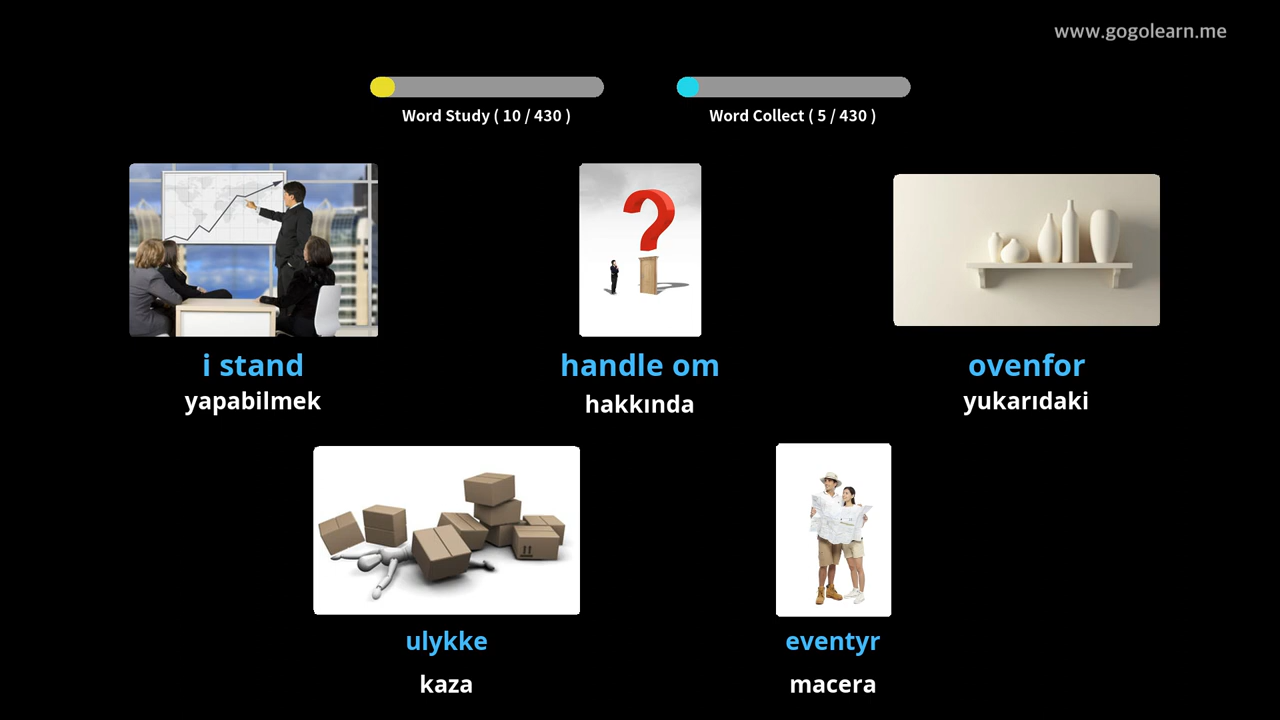 www.gogolearn.me
Word Study ( 10 / 430 )
Word Collect ( 5 / 430 )
i stand
yapabilmek
handle om
hakkında
ovenfor
yukarıdaki
ulykke
kaza
eventyr
macera